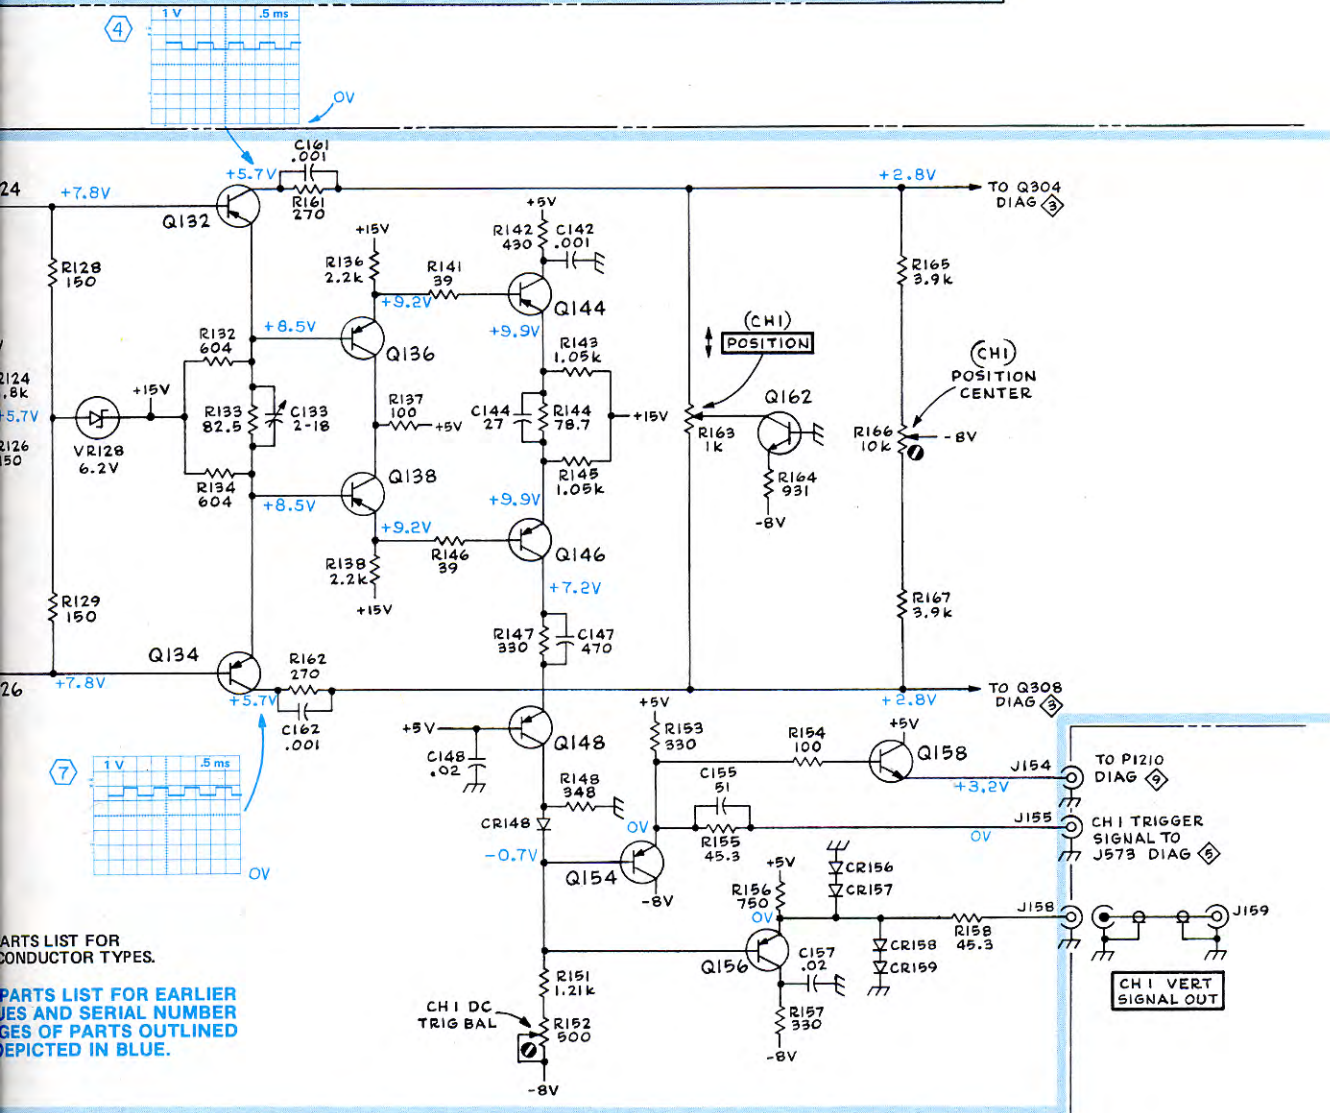 4
1 V .5 ms
0V
24
+7.8V
Q132
+5.7V
C161
.001
R161
270
R128
150
R132
604
+8.5V
+15V
R136
2.2k
+9.2V
Q136
R141
39
+5V
R142
430
C142
.001
Q144
+9.9V
R143
1.05k
(CH1)
POSITION
Q162
+2.8V
TO Q304
DIAG 3
R165
3.9k
(CH1)
POSITION
CENTER
R124
.8k
+5.7V
R126
150
VR128
6.2V
+15V
R133
82.5
C133
2-18
R137
100
+5V
C144
27
R144
78.7
+15V
R163
1k
R164
931
-8V
R166
10k
-8V
R134
604
+8.5V
Q138
+9.2V
R138
2.2k
+15V
R146
39
R145
1.05k
+9.9V
Q146
+7.2V
R129
150
R167
3.9k
26
+7.8V
Q134
+5.7V
R162
270
C162
.001
R147
330
C147
470
+2.8V
TO Q308
DIAG 3
7
1 V .5 ms
0V
+5V
C148
.02
Q148
R148
348
CR148
-0.7V
+5V
R153
330
R154
100
+5V
Q158
+3.2V
J154
TO P1210
DIAG 9
C155
51
0V
R155
45.3
0V
J155
CH 1 TRIGGER
SIGNAL TO
J573 DIAG 5
Q154
-8V
+5V
R156
750
0V
CR156
CR157
CR158
CR159
R158
45.3
J158
J159
CH 1 VERT
SIGNAL OUT
Q156
C157
.02
R157
330
-8V
R151
1.21k
CH 1 DC
TRIG BAL
R152
500
-8V
ARTS LIST FOR
CONDUCTOR TYPES.
PARTS LIST FOR EARLIER
UES AND SERIAL NUMBER
GES OF PARTS OUTLINED
DEPICTED IN BLUE.